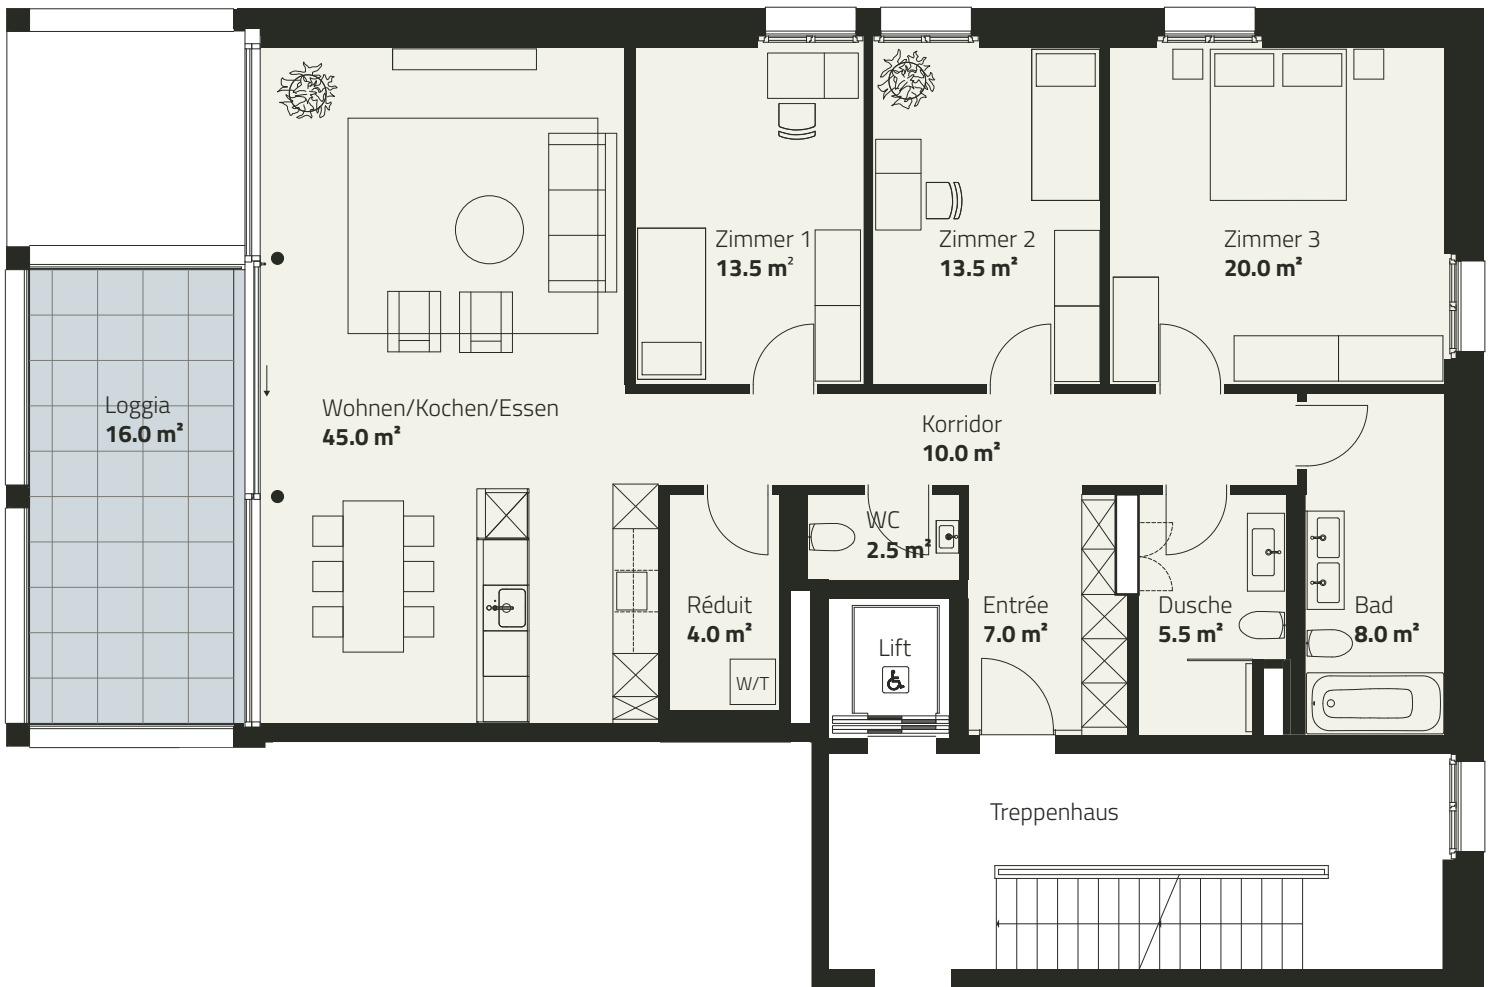 Zimmer 1
13.5 m²
Zimmer 2
13.5 m²
Zimmer 3
20.0 m²
Loggia
16.0 m²
Wohnen/Kochen/Essen
45.0 m²
Korridor
10.0 m²
WC
2.5 m²
Réduit
4.0 m²
W/T
Lift
Entrée
7.0 m²
Dusche
5.5 m²
Bad
8.0 m²
Treppenhaus